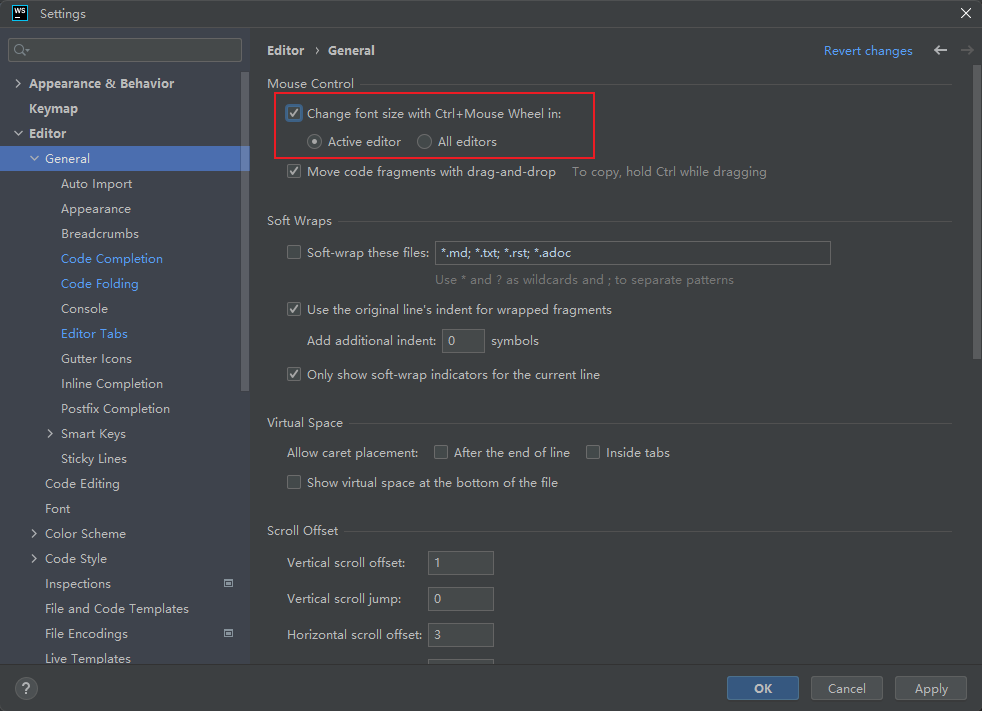 WS Settings
Editor › General
Revert changes
Appearance & Behavior
Keymap
Editor
General
Auto Import
Appearance
Breadcrumbs
Code Completion
Code Folding
Console
Editor Tabs
Gutter Icons
Inline Completion
Postfix Completion
Smart Keys
Sticky Lines
Code Editing
Font
Color Scheme
Code Style
Inspections
File and Code Templates
File Encodings
Live Templates
Mouse Control
Change font size with Ctrl+Mouse Wheel in:
Active editor All editors
Move code fragments with drag-and-drop To copy, hold Ctrl while dragging
Soft Wraps
Soft-wrap these files: *.md; *.txt; *.rst; *.adoc
Use * and ? as wildcards and ; to separate patterns
Use the original line's indent for wrapped fragments
Add additional indent: 0 symbols
Only show soft-wrap indicators for the current line
Virtual Space
Allow caret placement: After the end of line Inside tabs
Show virtual space at the bottom of the file
Scroll Offset
Vertical scroll offset: 1
Vertical scroll jump: 0
Horizontal scroll offset: 3
?
OK Cancel Apply